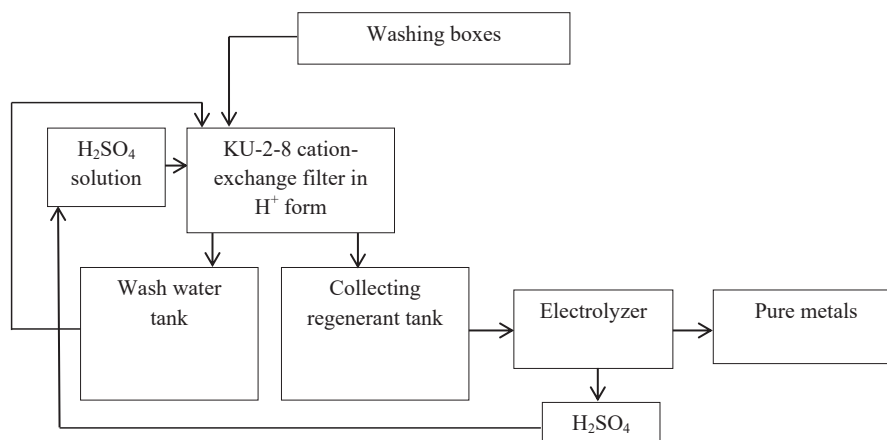 Washing boxes
H₂SO₄
solution
KU-2-8 cation-
exchange filter in
H⁺ form
Wash water
tank
Collecting
regenerant tank
Electrolyzer
Pure metals
H₂SO₄